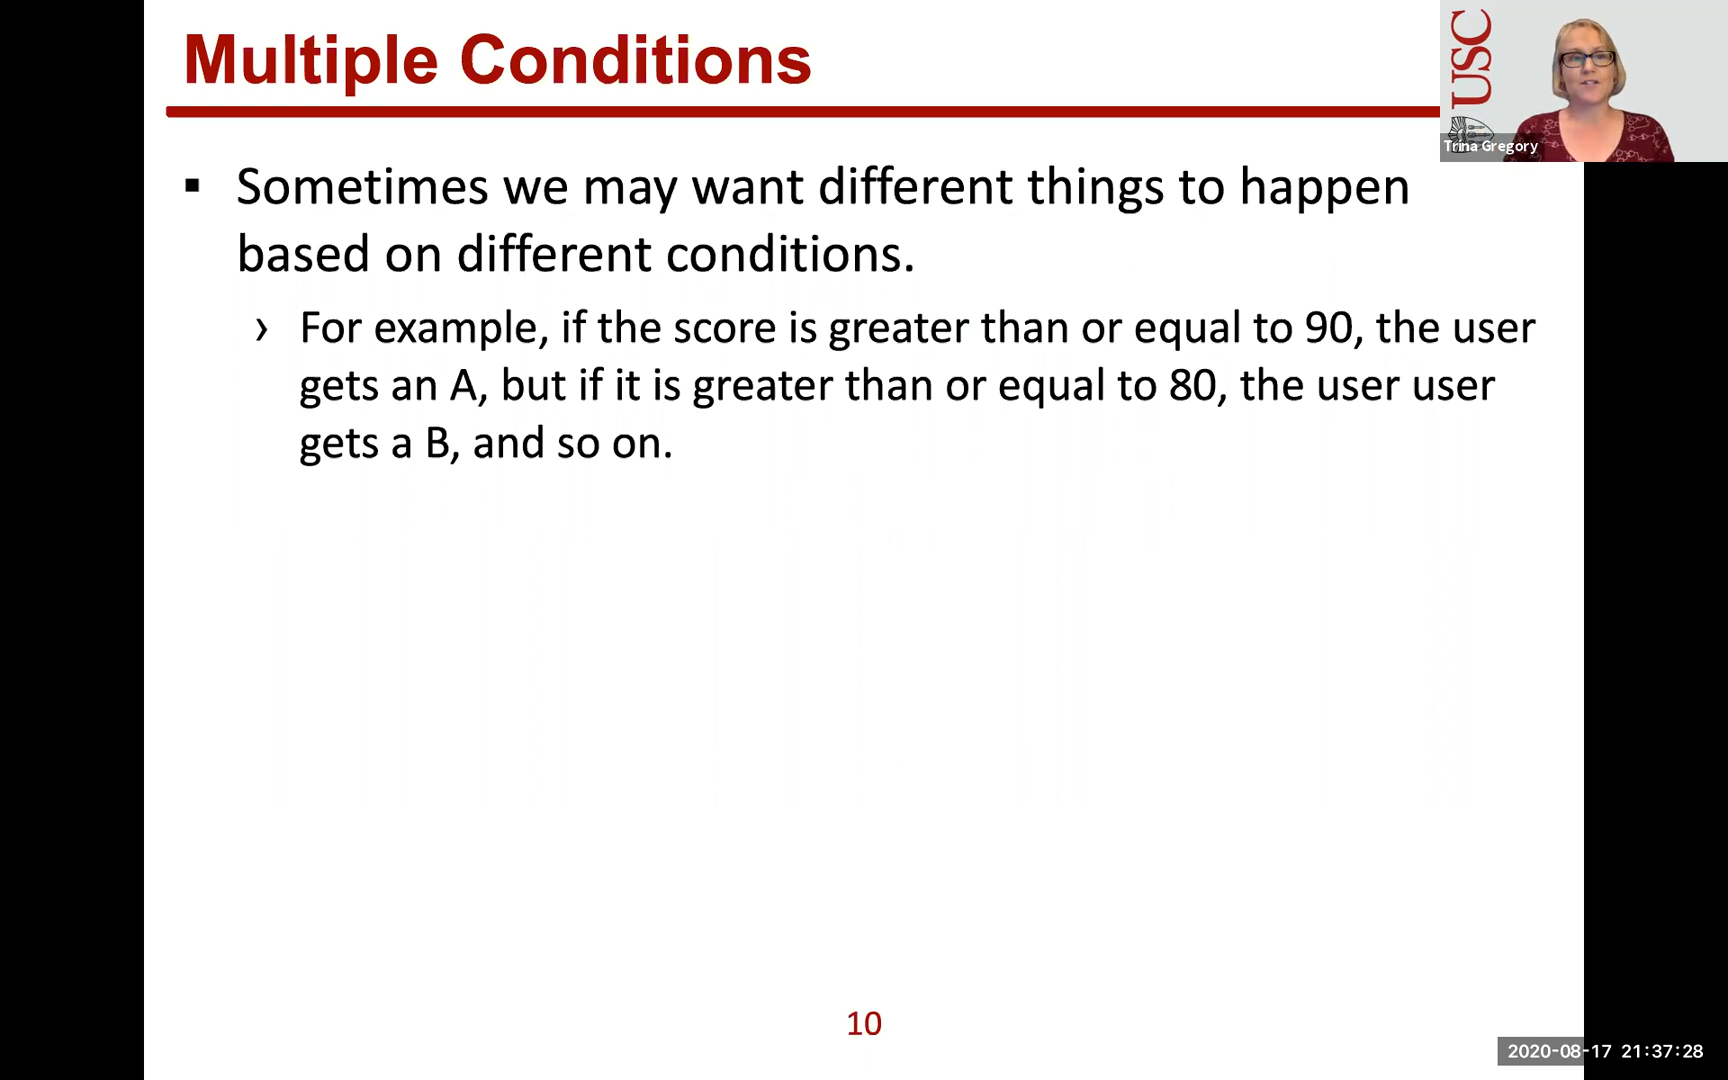 Multiple Conditions
USC
Trina Gregory
▪ Sometimes we may want different things to happen
based on different conditions.
› For example, if the score is greater than or equal to 90, the user
gets an A, but if it is greater than or equal to 80, the user user
gets a B, and so on.
10
2020-08-17 21:37:28